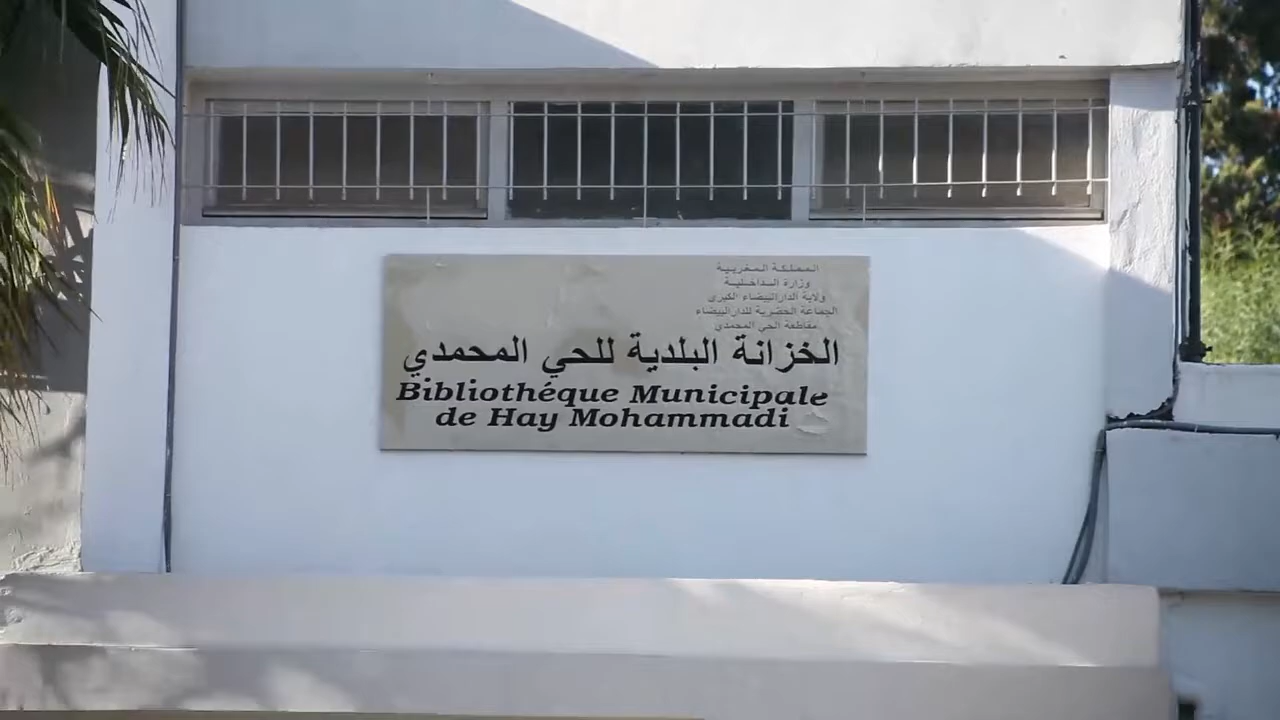 المملكة المغربية
وزارة الداخلية
ولاية الدارالبيضاء الكبرى
الجماعة الحضرية للدارالبيضاء
مقاطعة الحي المحمدي
الخزانة البلدية للحي المحمدي
Bibliothéque Municipale
de Hay Mohammadi